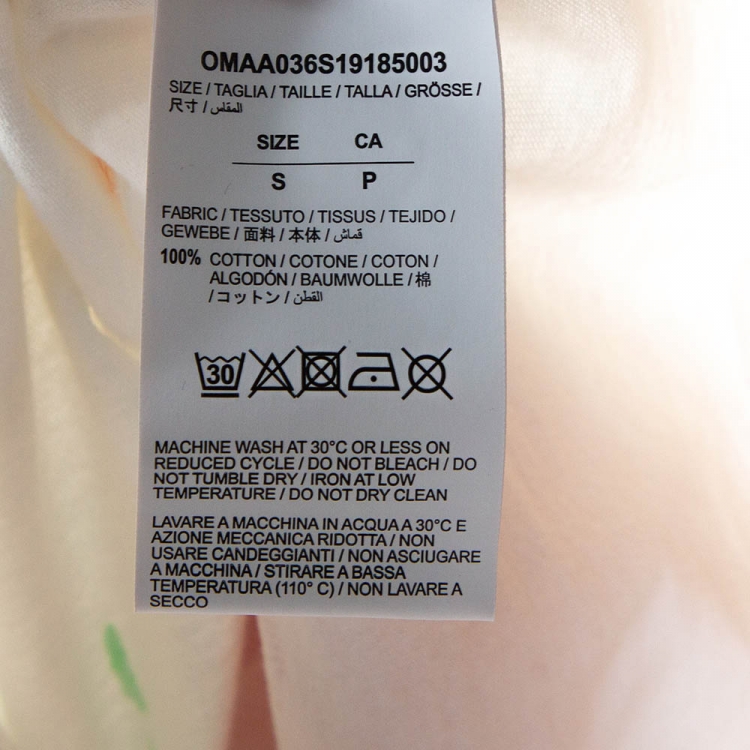 OMAA036S19185003
SIZE / TAGLIA / TAILLE / TALLA / GRÖSSE /
尺寸 / المقاس
SIZE CA
S P
FABRIC / TESSUTO / TISSUS / TEJIDO /
GEWEBE / 面料 / 本体 / قماش
100% COTTON / COTONE / COTON /
ALGODÓN / BAUMWOLLE / 棉
/ コットン / القطن
30
MACHINE WASH AT 30°C OR LESS ON
REDUCED CYCLE / DO NOT BLEACH / DO
NOT TUMBLE DRY / IRON AT LOW
TEMPERATURE / DO NOT DRY CLEAN
LAVARE A MACCHINA IN ACQUA A 30°C E
AZIONE MECCANICA RIDOTTA / NON
USARE CANDEGGIANTI / NON ASCIUGARE
A MACCHINA / STIRARE A BASSA
TEMPERATURA (110° C) / NON LAVARE A
SECCO